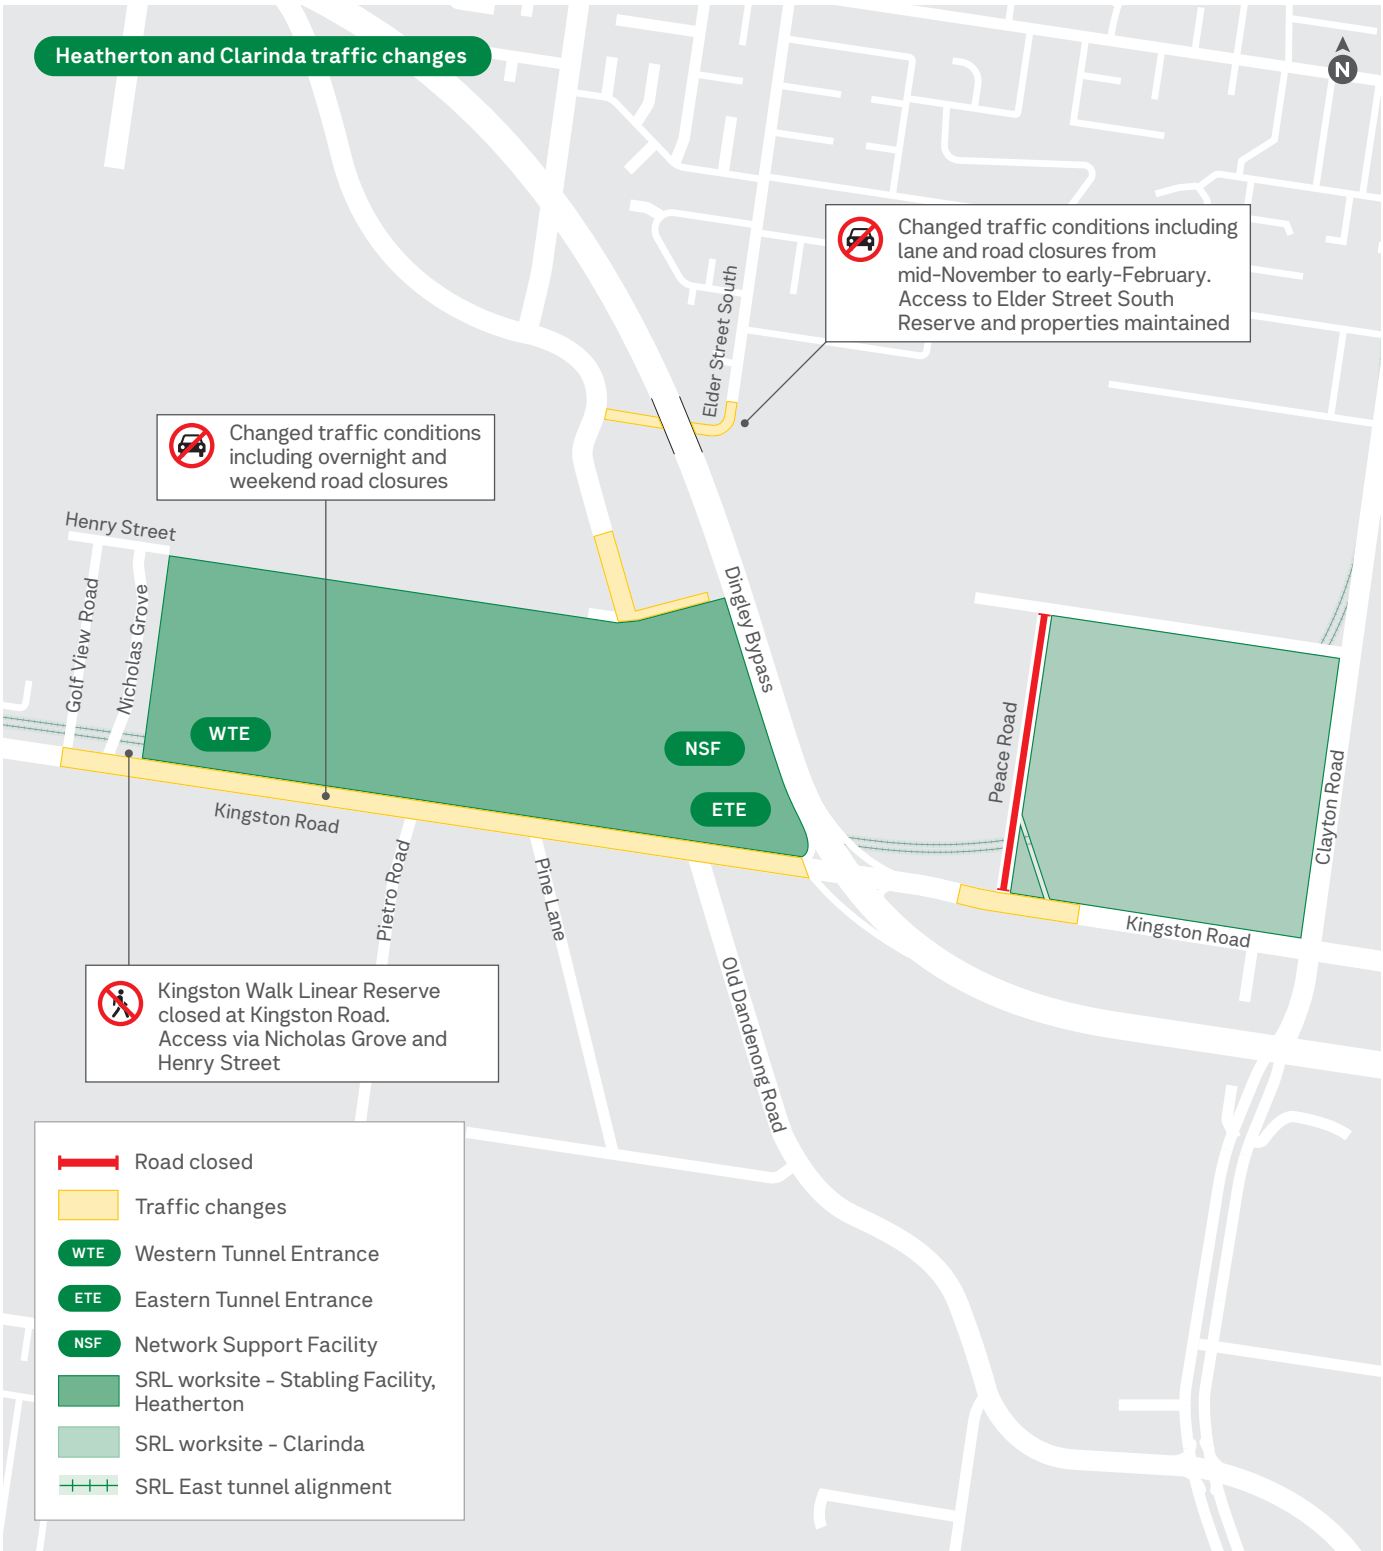 Heatherton and Clarinda traffic changes
N
Changed traffic conditions including
lane and road closures from
mid-November to early-February.
Access to Elder Street South
Reserve and properties maintained
Elder Street South
Changed traffic conditions
including overnight and
weekend road closures
Henry Street
Golf View Road
Nicholas Grove
Dingley Bypass
Peace Road
Clayton Road
WTE
NSF
ETE
Kingston Road
Pietro Road
Pine Lane
Old Dandenong Road
Kingston Road
Kingston Walk Linear Reserve
closed at Kingston Road.
Access via Nicholas Grove and
Henry Street
Road closed
Traffic changes
WTE Western Tunnel Entrance
ETE Eastern Tunnel Entrance
NSF Network Support Facility
SRL worksite – Stabling Facility,
Heatherton
SRL worksite – Clarinda
SRL East tunnel alignment